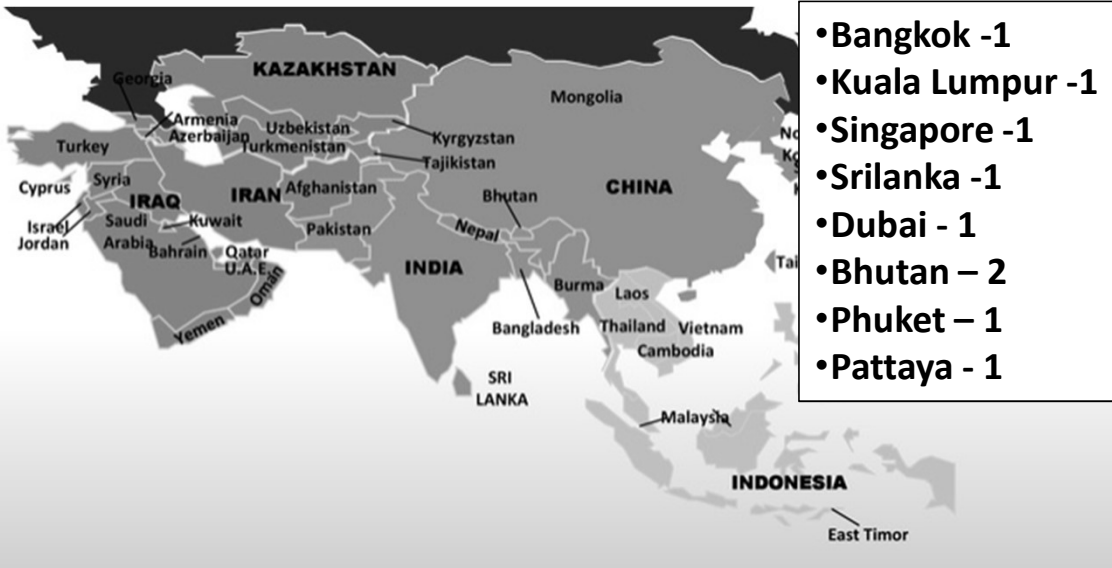 •Bangkok -1
•Kuala Lumpur -1
•Singapore -1
•Srilanka -1
•Dubai - 1
•Bhutan – 2
•Phuket – 1
•Pattaya - 1
Georgia
KAZAKHSTAN
Mongolia
Armenia
Azerbaijan
Uzbekistan
Turkmenistan
Kyrgyzstan
Tajikistan
Turkey
Cyprus
Syria
IRAQ
IRAN
Afghanistan
CHINA
Bhutan
Israel
Jordan
Saudi
Arabia
Kuwait
Bahrain
Qatar
U.A.E.
Oman
Yemen
Pakistan
Nepal
INDIA
Burma
Laos
Bangladesh
Thailand
Vietnam
Cambodia
SRI
LANKA
Malaysia
INDONESIA
East Timor